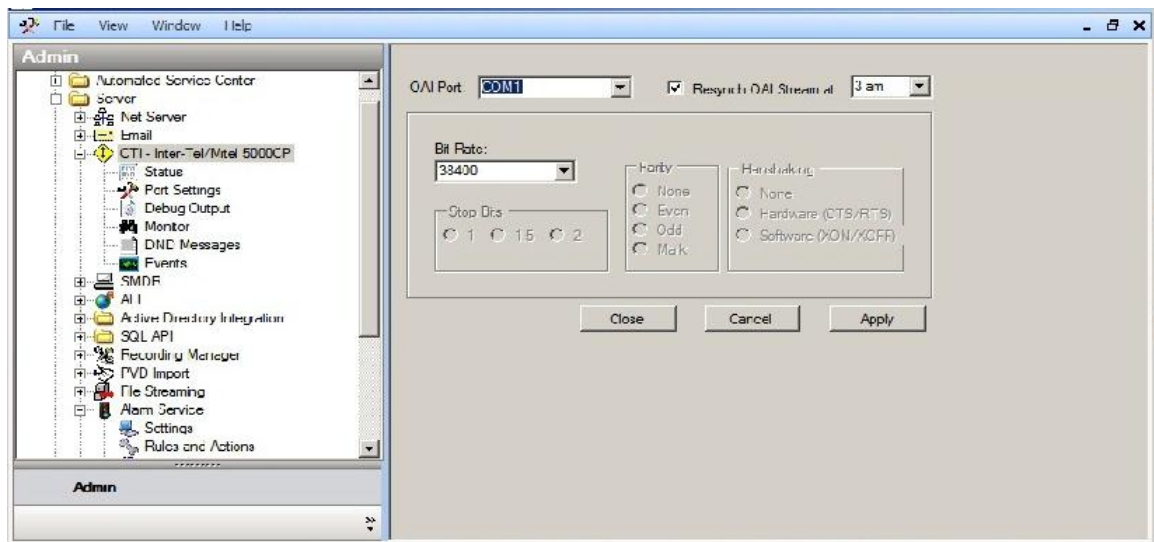 File View Window Help
Admin
Automated Service Center
Server
Net Server
Email
CTI - Inter-Tel/Mitel 5000CP
Status
Port Settings
Debug Output
Monitor
DND Messages
Events
SMDR
ALI
Active Directory Integration
SQL API
Recording Manager
PVD Import
File Streaming
Alarm Service
Settings
Rules and Actions
Admin
OAI Port: COM1 Resynch OAI Stream at 3 am
Bit Rate:
38400
Stop Bits
1 1.5 2
Parity
None
Even
Odd
Mark
Handshaking
None
Hardware (CTS/RTS)
Software (XON/XOFF)
Close Cancel Apply